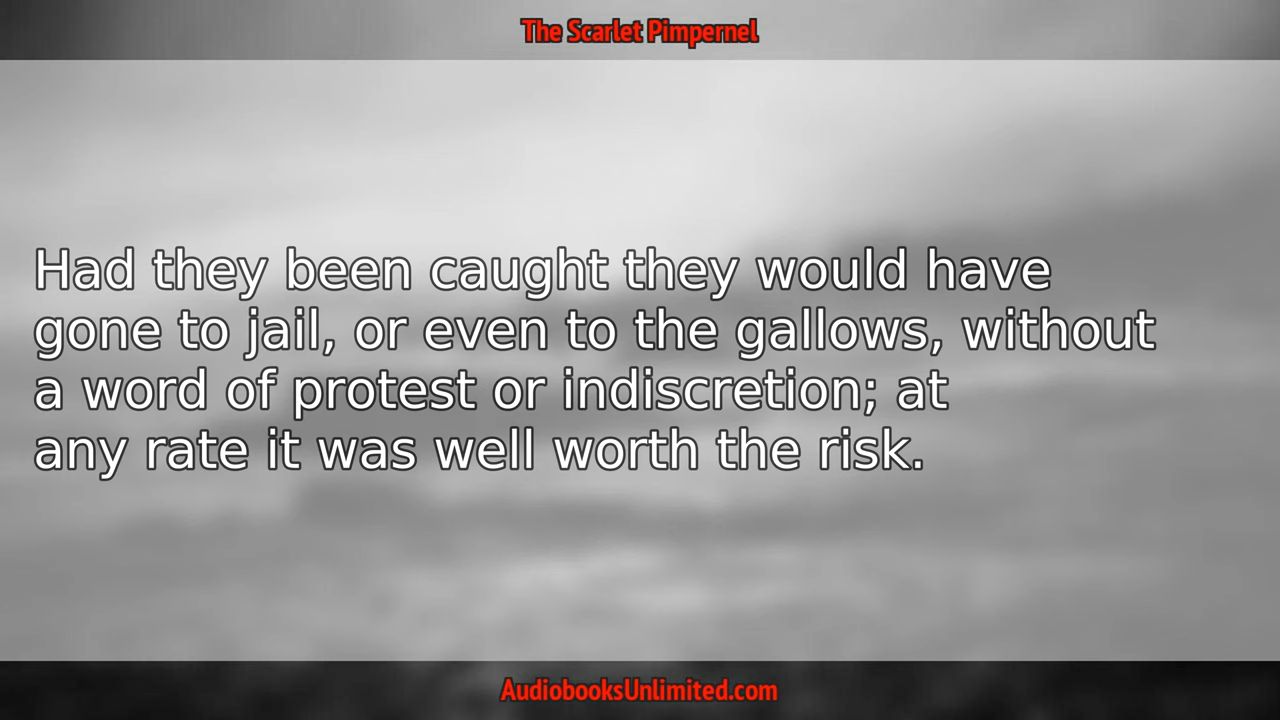 The Scarlet Pimpernel
Had they been caught they would have
gone to jail, or even to the gallows, without
a word of protest or indiscretion; at
any rate it was well worth the risk.
AudiobooksUnlimited.com